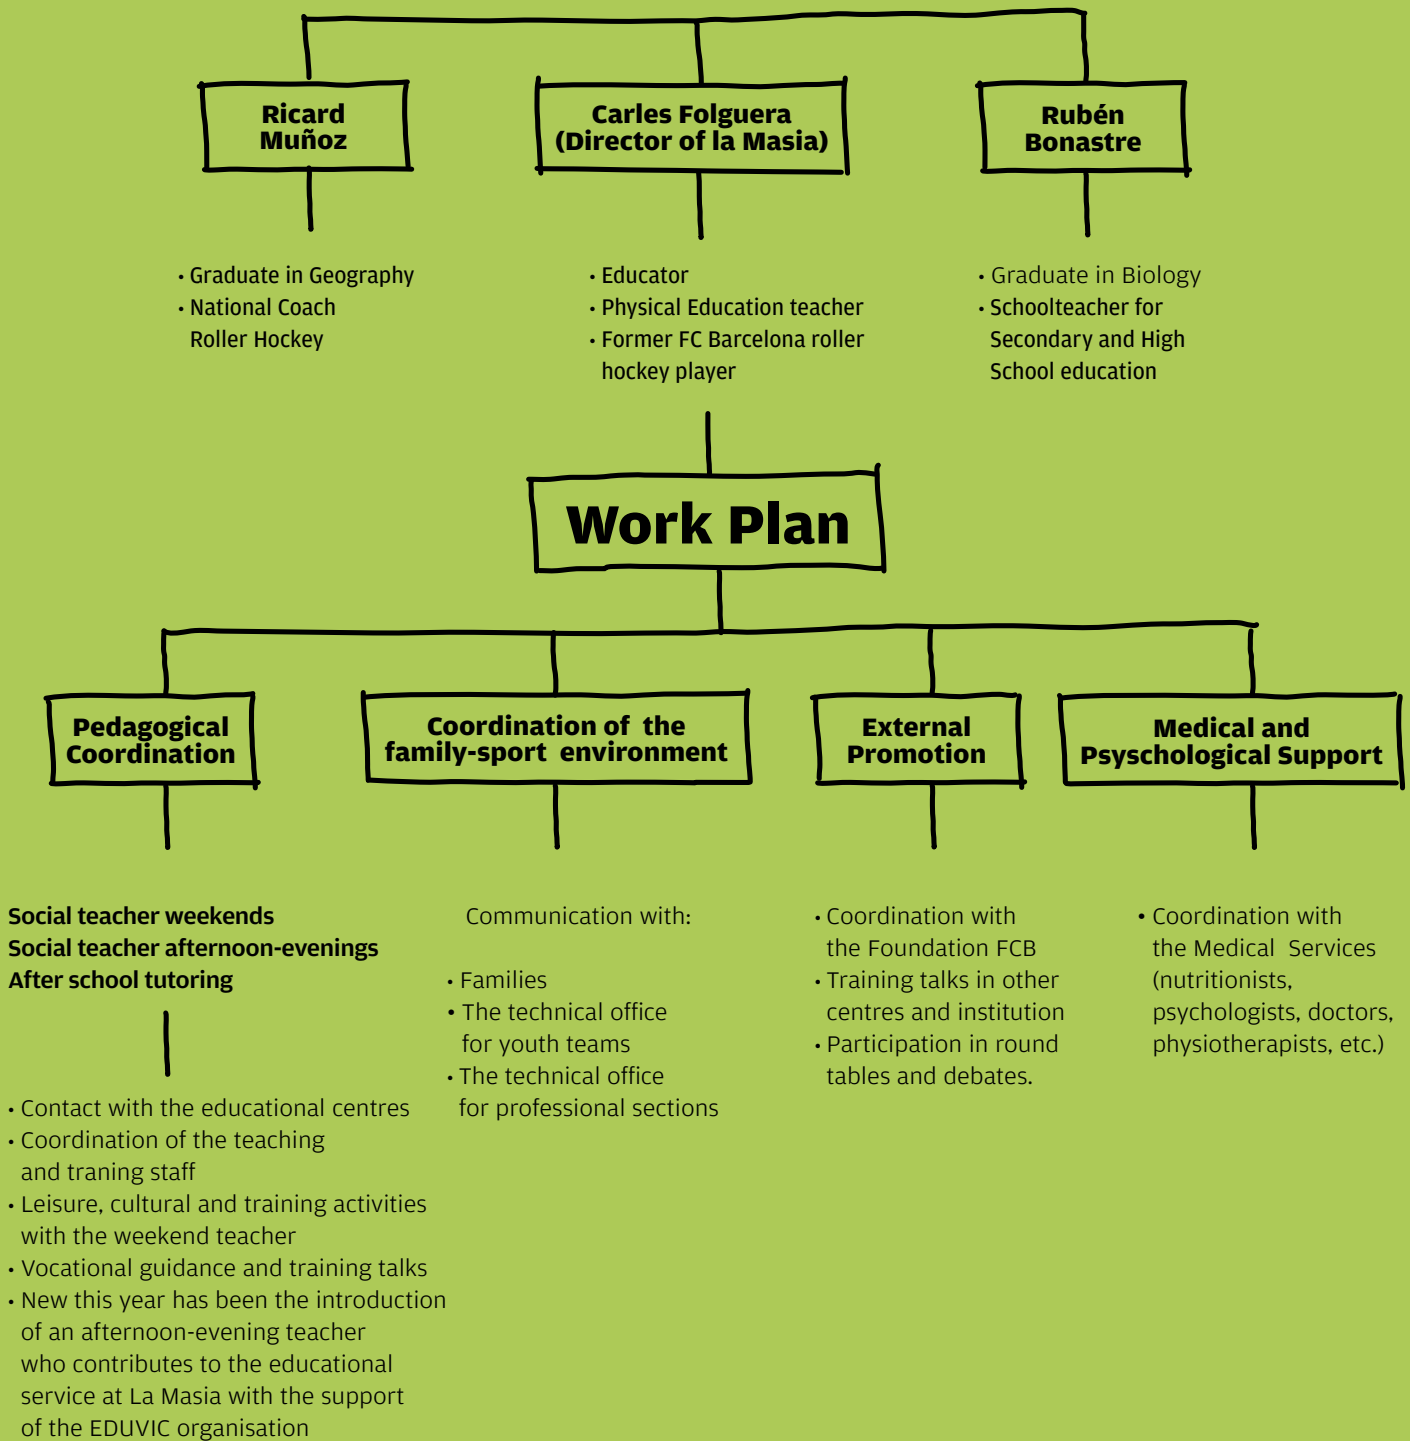 Ricard
Muñoz
Carles Folguera
(Director of la Masia)
Rubén
Bonastre
• Graduate in Geography
• National Coach
Roller Hockey
• Educator
• Physical Education teacher
• Former FC Barcelona roller
hockey player
• Graduate in Biology
• Schoolteacher for
Secondary and High
School education
Work Plan
Pedagogical
Coordination
Coordination of the
family-sport environment
External
Promotion
Medical and
Psyschological Support
Social teacher weekends
Social teacher afternoon-evenings
After school tutoring
• Contact with the educational centres
• Coordination of the teaching
and traning staff
• Leisure, cultural and training activities
with the weekend teacher
• Vocational guidance and training talks
• New this year has been the introduction
of an afternoon-evening teacher
who contributes to the educational
service at La Masia with the support
of the EDUVIC organisation
Communication with:
• Families
• The technical office
for youth teams
• The technical office
for professional sections
• Coordination with
the Foundation FCB
• Training talks in other
centres and institution
• Participation in round
tables and debates.
• Coordination with
the Medical Services
(nutritionists,
psychologists, doctors,
physiotherapists, etc.)